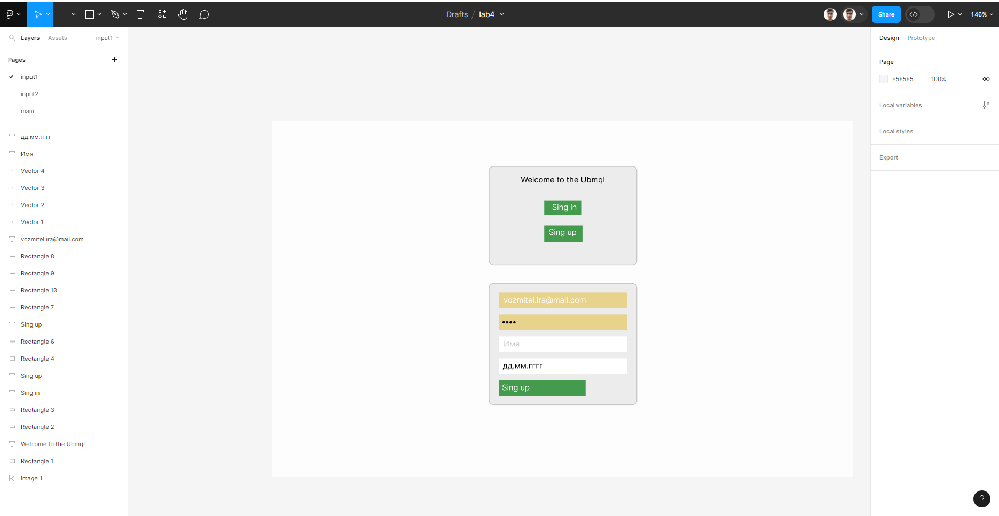 Drafts / lab4
Share
146%
Layers Assets input1
Pages
input1
input2
main
дд.мм.гггг
Имя
Vector 4
Vector 3
Vector 2
Vector 1
vozmitel.ira@mail.com
Rectangle 8
Rectangle 9
Rectangle 10
Rectangle 7
Sing up
Rectangle 6
Rectangle 4
Sing up
Sing in
Rectangle 3
Rectangle 2
Welcome to the Ubmq!
Rectangle 1
image 1
Welcome to the Ubmq!
Sing in
Sing up
vozmitel.ira@mail.com
••••
Имя
дд.мм.гггг
Sing up
Design Prototype
Page
F5F5F5 100%
Local variables
Local styles
Export
?